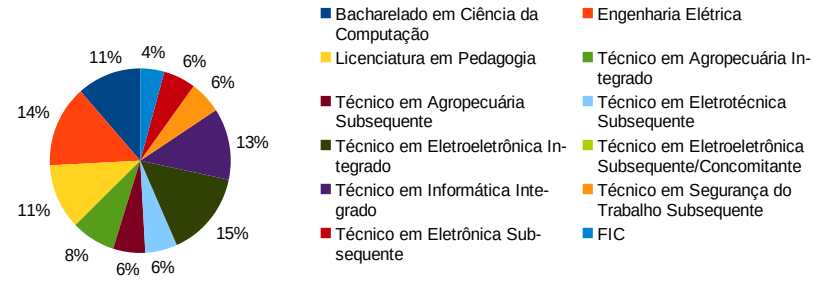 11%
4%
6%
6%
14%
13%
11%
15%
8%
6%
6%
Bacharelado em Ciência da
Computação
Engenharia Elétrica
Licenciatura em Pedagogia
Técnico em Agropecuária In-
tegrado
Técnico em Agropecuária
Subsequente
Técnico em Eletrotécnica
Subsequente
Técnico em Eletroeletrônica In-
tegrado
Técnico em Eletroeletrônica
Subsequente/Concomitante
Técnico em Informática Inte-
grado
Técnico em Segurança do
Trabalho Subsequente
Técnico em Eletrônica Sub-
sequente
FIC